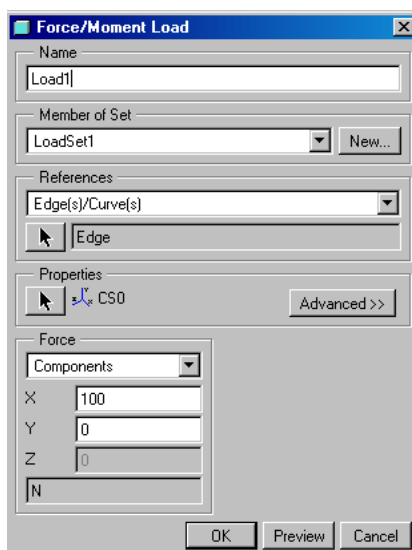 Force/Moment Load
Name
Load1
Member of Set
LoadSet1 New...
References
Edge(s)/Curve(s)
Edge
Properties
CS0 Advanced >>
Force
Components
X 100
Y 0
Z 0
N
OK Preview Cancel